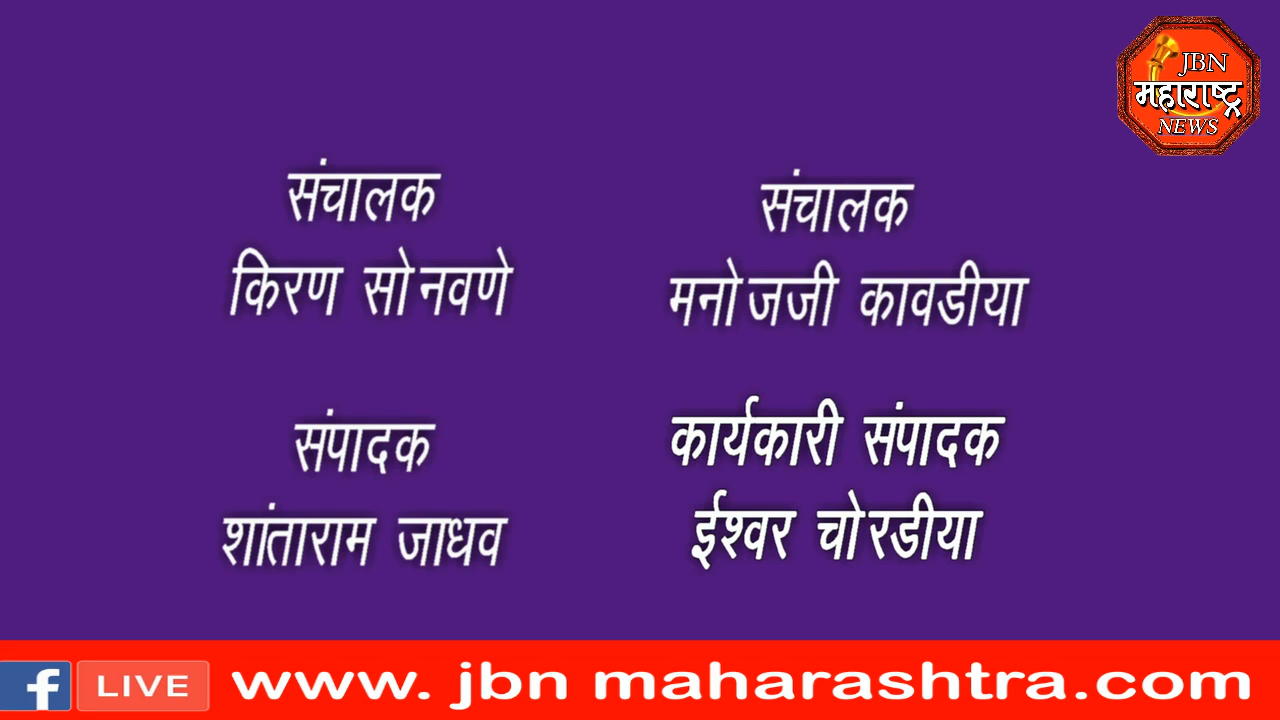 JBN
महाराष्ट्र
NEWS
संचालक
किरण सोनवणे
संचालक
मनोजजी कावडीया
संपादक
शांताराम जाधव
कार्यकारी संपादक
ईश्वर चोरडीया
f LIVE www. jbn maharashtra.com